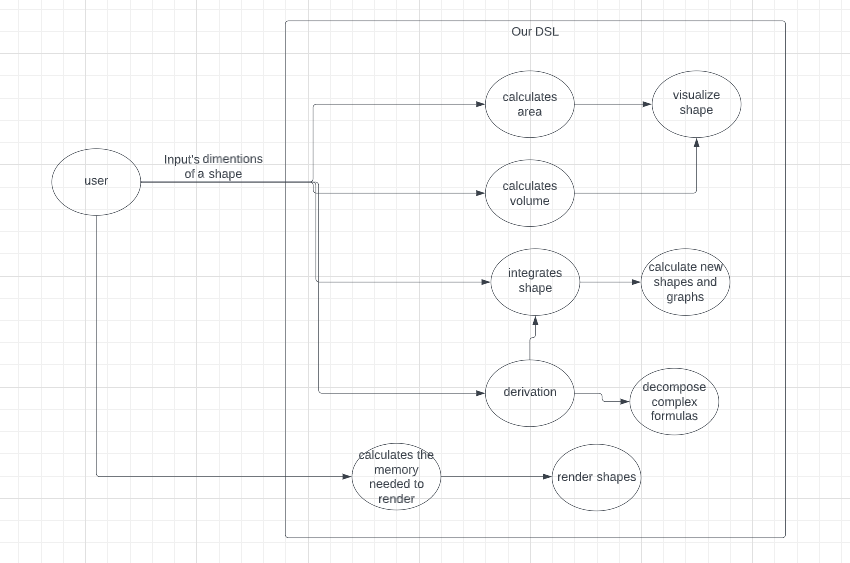 Our DSL
calculates
area
visualize
shape
Input's dimentions
of a shape
user
calculates
volume
integrates
shape
calculate new
shapes and
graphs
derivation
decompose
complex
formulas
calculates the
memory
needed to
render
render shapes